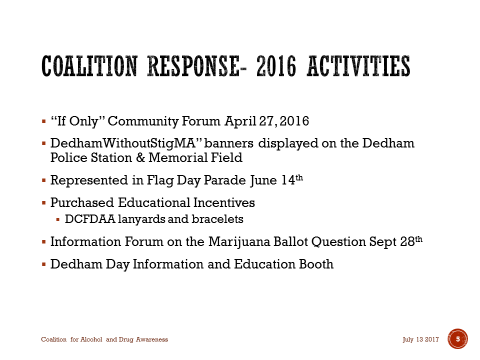 COALITION RESPONSE- 2016 ACTIVITIES
▪ “If Only” Community Forum April 27, 2016
▪ DedhamWithoutStigMA” banners displayed on the Dedham
Police Station & Memorial Field
▪ Represented in Flag Day Parade June 14th
▪ Purchased Educational Incentives
▪ DCFDAA lanyards and bracelets
▪ Information Forum on the Marijuana Ballot Question Sept 28th
▪ Dedham Day Information and Education Booth
Coalition for Alcohol and Drug Awareness
July 13 2017
5